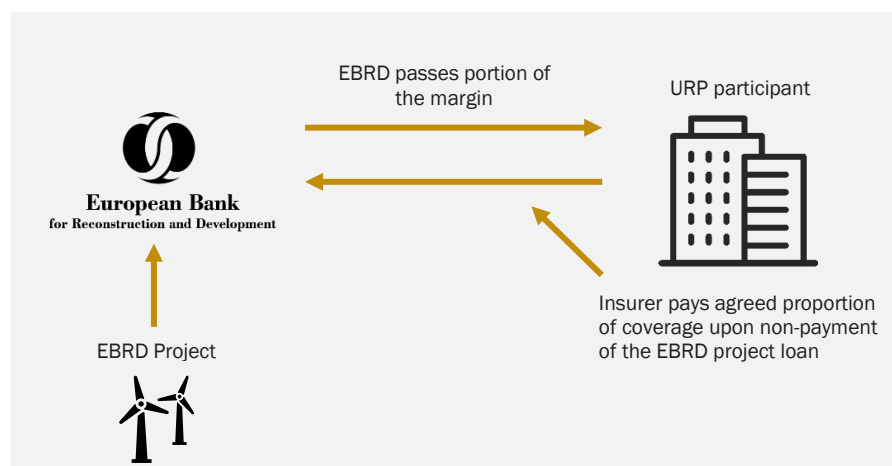 EBRD passes portion of
the margin
URP participant
European Bank
for Reconstruction and Development
Insurer pays agreed proportion
of coverage upon non-payment
of the EBRD project loan
EBRD Project